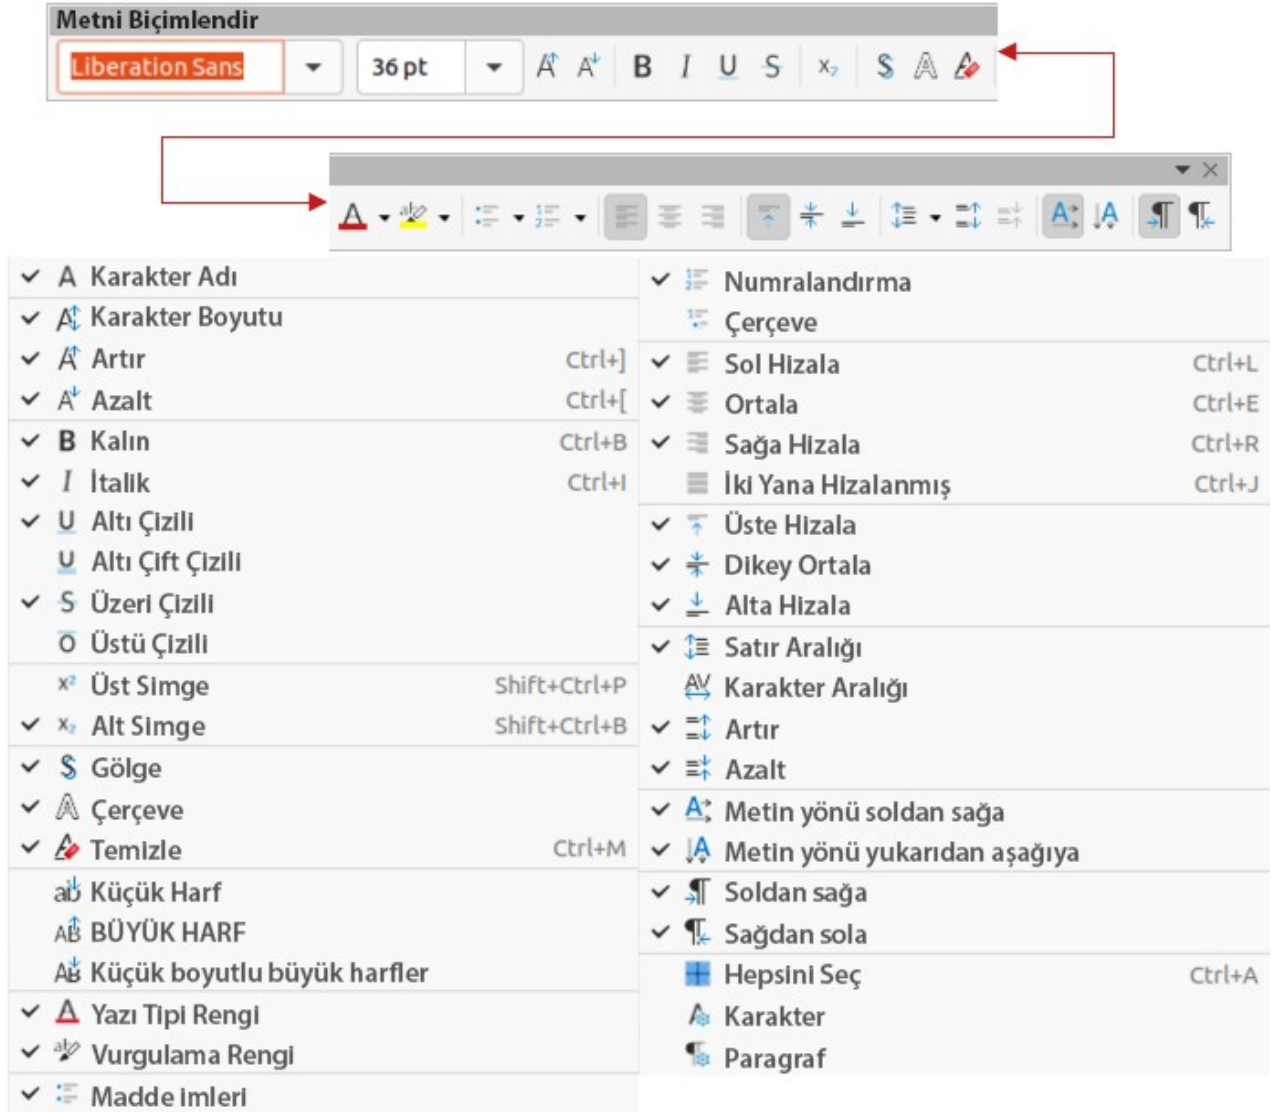 Metni Biçimlendir
Liberation Sans
36 pt
Karakter Adı
Karakter Boyutu
Artır Ctrl+]
Azalt Ctrl+[
Kalın Ctrl+B
İtalik Ctrl+I
Altı Çizili
Altı Çift Çizili
Üzeri Çizili
Üstü Çizili
Üst Simge Shift+Ctrl+P
Alt Simge Shift+Ctrl+B
Gölge
Çerçeve
Temizle Ctrl+M
Küçük Harf
BÜYÜK HARF
Küçük boyutlu büyük harfler
Yazı Tipi Rengi
Vurgulama Rengi
Madde imleri
Numralandırma
Çerçeve
Sol Hizala Ctrl+L
Ortala Ctrl+E
Sağa Hizala Ctrl+R
İki Yana Hizalanmış Ctrl+J
Üste Hizala
Dikey Ortala
Alta Hizala
Satır Aralığı
Karakter Aralığı
Artır
Azalt
Metin yönü soldan sağa
Metin yönü yukarıdan aşağıya
Soldan sağa
Sağdan sola
Hepsini Seç Ctrl+A
Karakter
Paragraf